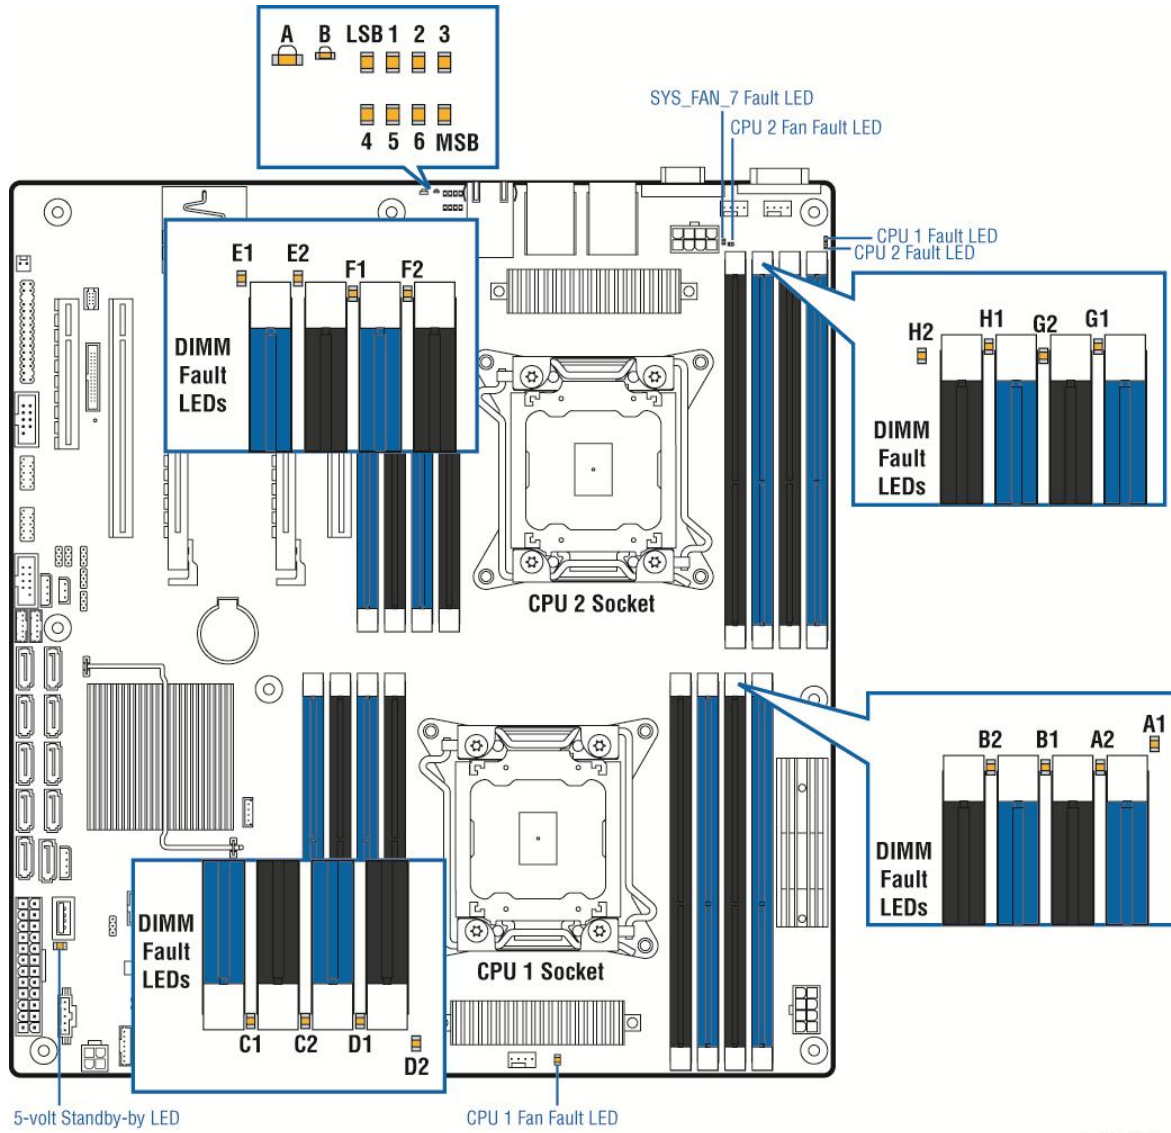 A B LSB 1 2 3
4 5 6 MSB
SYS_FAN_7 Fault LED
CPU 2 Fan Fault LED
CPU 1 Fault LED
CPU 2 Fault LED
E1 E2 F1 F2
DIMM
Fault
LEDs
H2 H1 G2 G1
DIMM
Fault
LEDs
CPU 2 Socket
B2 B1 A2 A1
DIMM
Fault
LEDs
CPU 1 Socket
DIMM
Fault
LEDs
C1 C2 D1 D2
5-volt Standby-by LED
CPU 1 Fan Fault LED